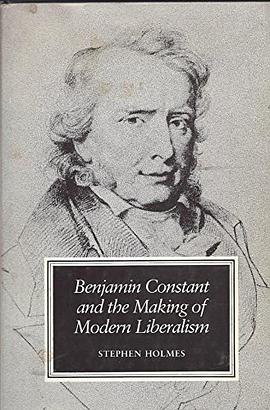 Benjamin Constant
and the Making of
Modern Liberalism
STEPHEN HOLMES